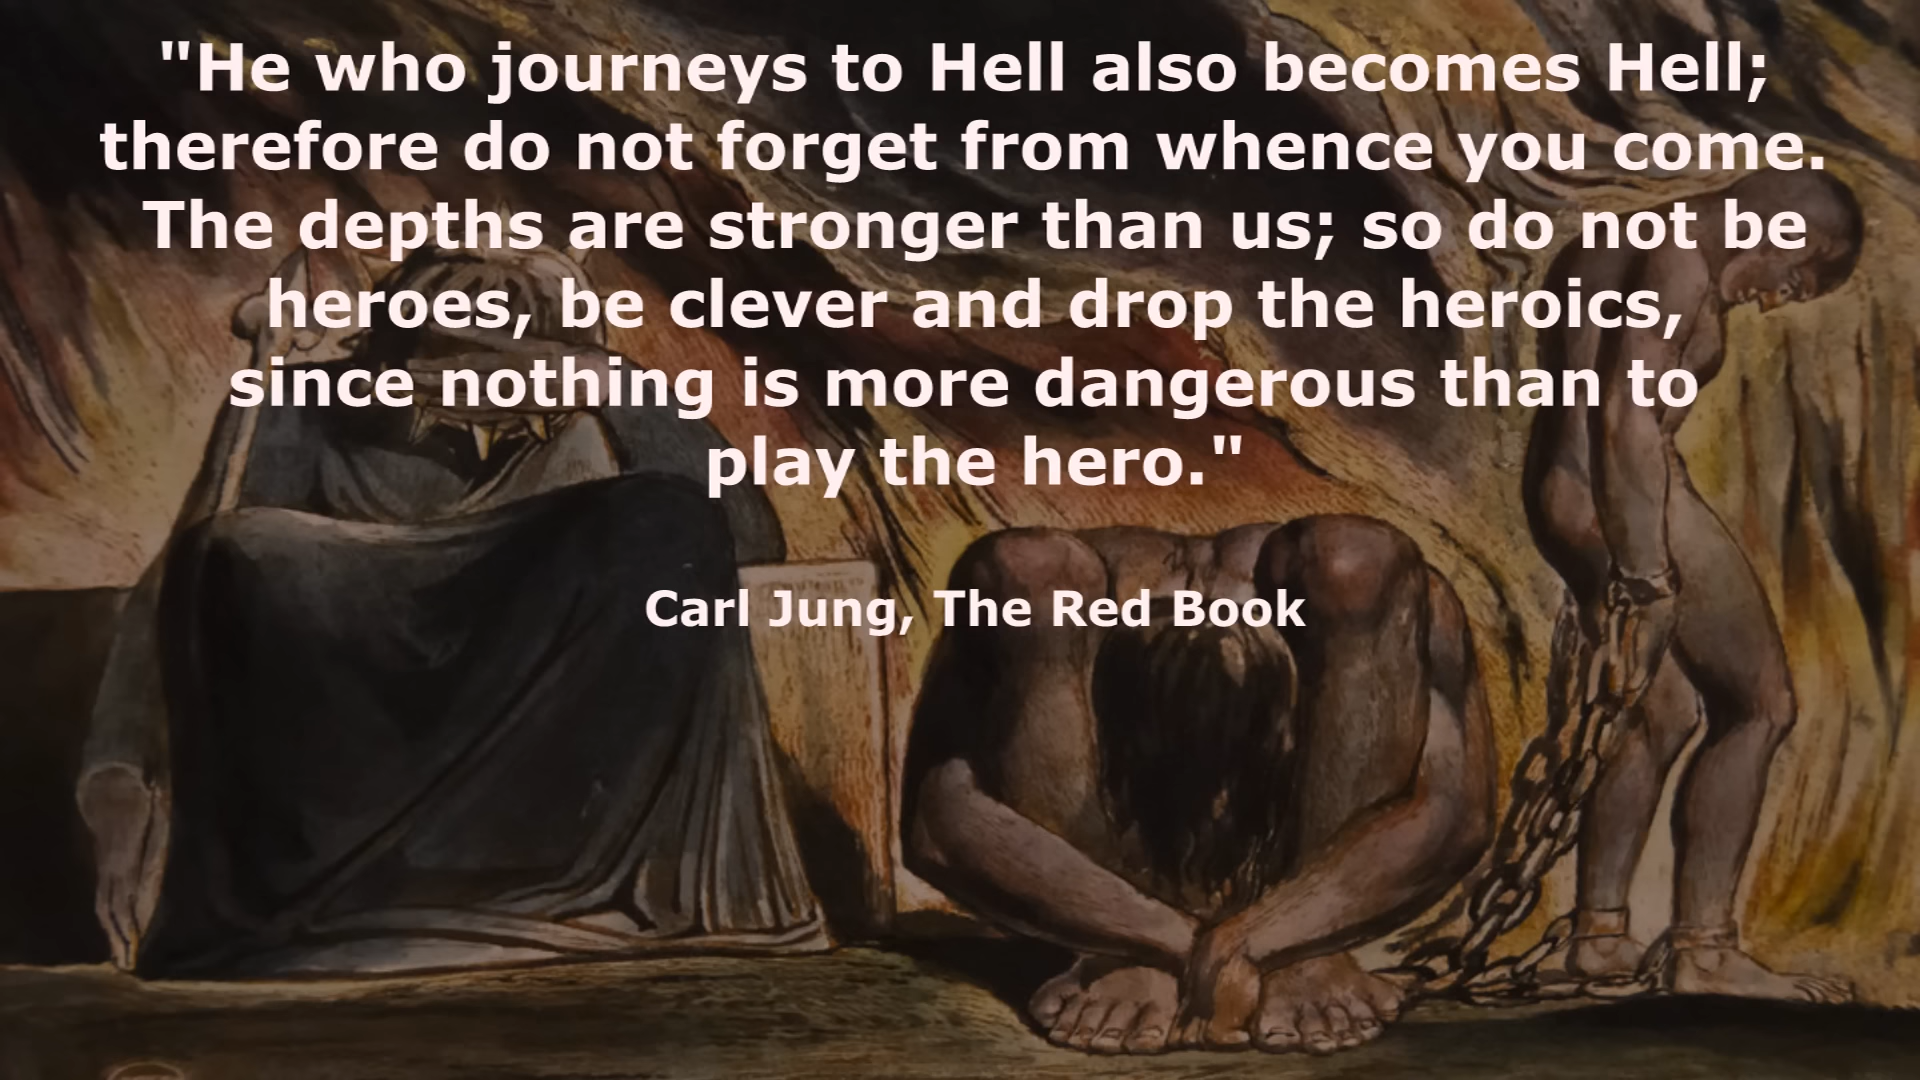 "He who journeys to Hell also becomes Hell;
therefore do not forget from whence you come.
The depths are stronger than us; so do not be
heroes, be clever and drop the heroics,
since nothing is more dangerous than to
play the hero."
Carl Jung, The Red Book